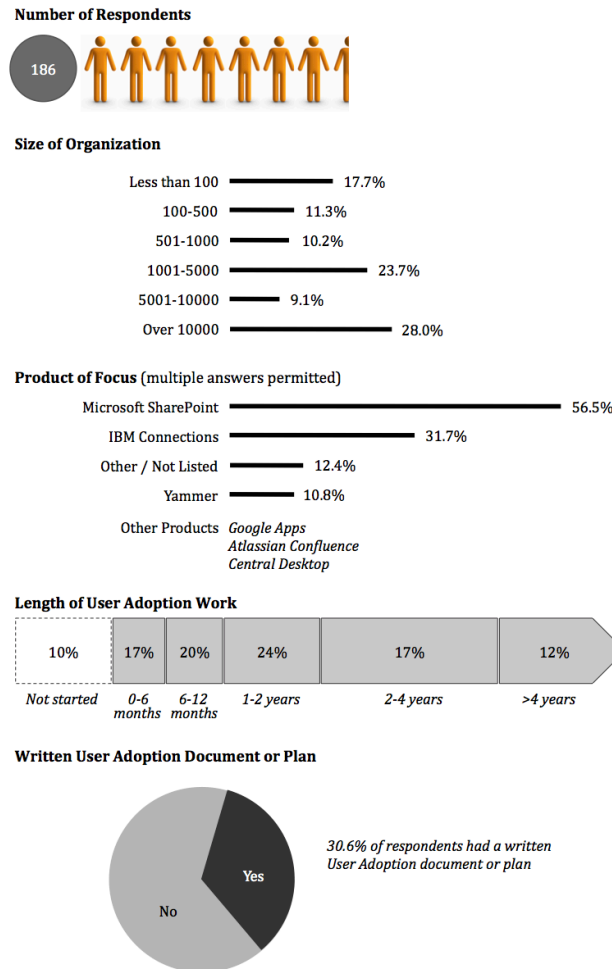 Number of Respondents
186
Size of Organization
Less than 100 17.7%
100-500 11.3%
501-1000 10.2%
1001-5000 23.7%
5001-10000 9.1%
Over 10000 28.0%
Product of Focus (multiple answers permitted)
Microsoft SharePoint 56.5%
IBM Connections 31.7%
Other / Not Listed 12.4%
Yammer 10.8%
Other Products Google Apps
Atlassian Confluence
Central Desktop
Length of User Adoption Work
10% 17% 20% 24% 17% 12%
Not started 0-6 6-12 1-2 years 2-4 years >4 years
months months
Written User Adoption Document or Plan
30.6% of respondents had a written
User Adoption document or plan
Yes
No